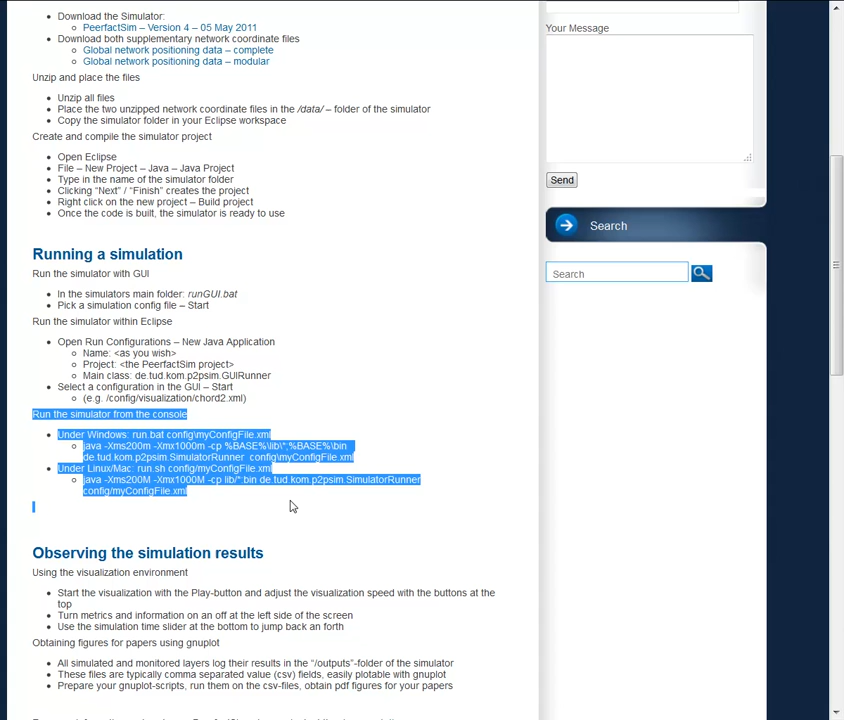 Download the Simulator:
PeerfactSim – Version 4 – 05 May 2011
Download both supplementary network coordinate files
Global network positioning data – complete
Global network positioning data – modular
Unzip and place the files
Unzip all files
Place the two unzipped network coordinate files in the /data/ – folder of the simulator
Copy the simulator folder in your Eclipse workspace
Create and compile the simulator project
Open Eclipse
File – New Project – Java – Java Project
Type in the name of the simulator folder
Clicking “Next” / “Finish” creates the project
Right click on the new project – Build project
Once the code is built, the simulator is ready to use
Running a simulation
Run the simulator with GUI
In the simulators main folder: runGUI.bat
Pick a simulation config file – Start
Run the simulator within Eclipse
Open Run Configurations – New Java Application
Name: <as you wish>
Project: <the PeerfactSim project>
Main class: de.tud.kom.p2psim.GUIRunner
Select a configuration in the GUI – Start
(e.g. /config/visualization/chord2.xml)
Run the simulator from the console
Under Windows: run.bat config\myConfigFile.xml
java -Xms200m -Xmx1000m -cp %BASE%\lib\*;%BASE%\bin
de.tud.kom.p2psim.SimulatorRunner config\myConfigFile.xml
Under Linux/Mac: run.sh config/myConfigFile.xml
java -Xms200M -Xmx1000M -cp lib/*:bin de.tud.kom.p2psim.SimulatorRunner
config/myConfigFile.xml
Observing the simulation results
Using the visualization environment
Start the visualization with the Play-button and adjust the visualization speed with the buttons at the
top
Turn metrics and information on an off at the left side of the screen
Use the simulation time slider at the bottom to jump back an forth
Obtaining figures for papers using gnuplot
All simulated and monitored layers log their results in the “/outputs”-folder of the simulator
These files are typically comma separated value (csv) fields, easily plotable with gnuplot
Prepare your gnuplot-scripts, run them on the csv-files, obtain pdf figures for your papers
Your Message
Send
Search
Search